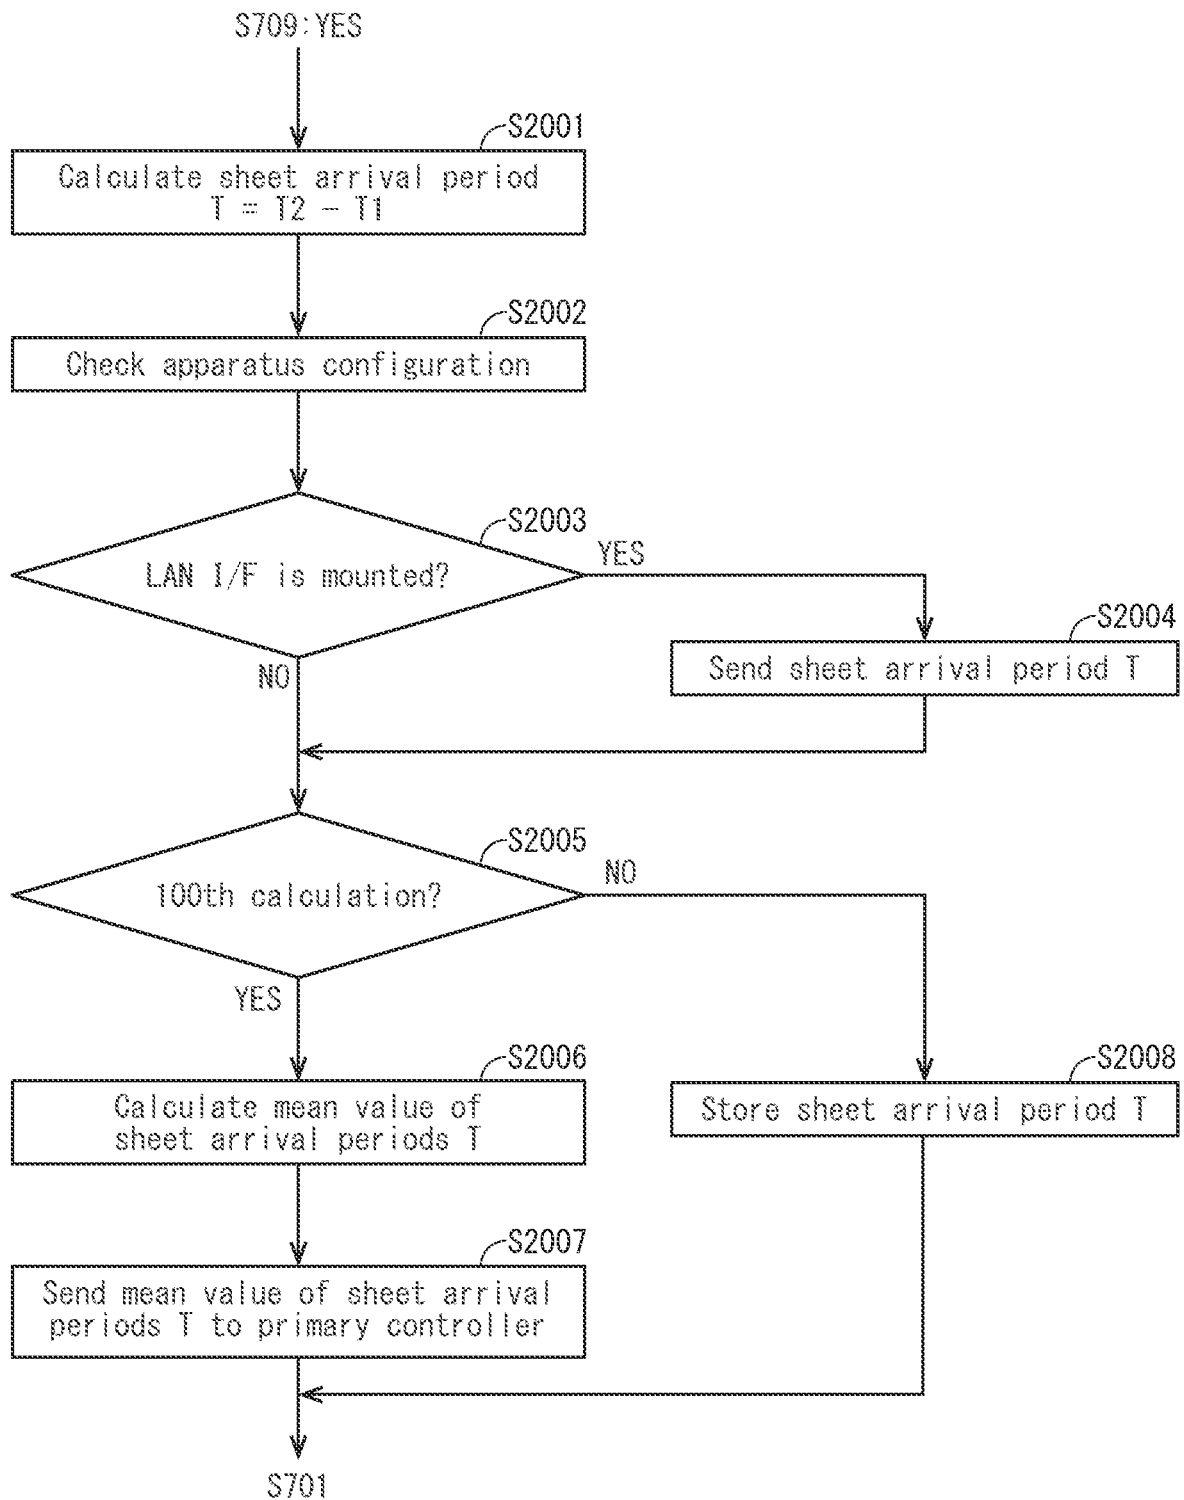 S709:YES
S2001
Calculate sheet arrival period
T = T2 - T1
S2002
Check apparatus configuration
S2003
LAN I/F is mounted?
YES
NO
S2004
Send sheet arrival period T
S2005
100th calculation?
NO
YES
S2006
Calculate mean value of
sheet arrival periods T
S2008
Store sheet arrival period T
S2007
Send mean value of sheet arrival
periods T to primary controller
S701